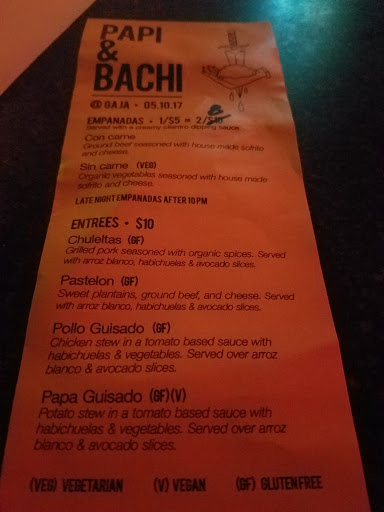 PAPI
&
BACHI
@ GAJA • 05.10.17
EMPANADAS • 1/$5 = 2/$10
Served with a creamy cilantro dipping sauce
Con carne
Ground beef seasoned with house made sofrito
and cheese.
Sin carne (VEG)
Organic vegetables seasoned with house made
sofrito and cheese.
LATE NIGHT EMPANADAS AFTER 10 PM
ENTREES • $10
Chuleltas (GF)
Grilled pork seasoned with organic spices. Served
with arroz blanco, habichuelas & avocado slices.
Pastelon (GF)
Sweet plantains, ground beef, and cheese. Served
with arroz blanco, habichuelas & avocado slices.
Pollo Guisado (GF)
Chicken stew in a tomato based sauce with
habichuelas & vegetables. Served over arroz
blanco & avocado slices.
Papa Guisado (GF)(V)
Potato stew in a tomato based sauce with
habichuelas & vegetables. Served over arroz
blanco & avocado slices.
(VEG) VEGETARIAN (V) VEGAN (GF) GLUTENFREE